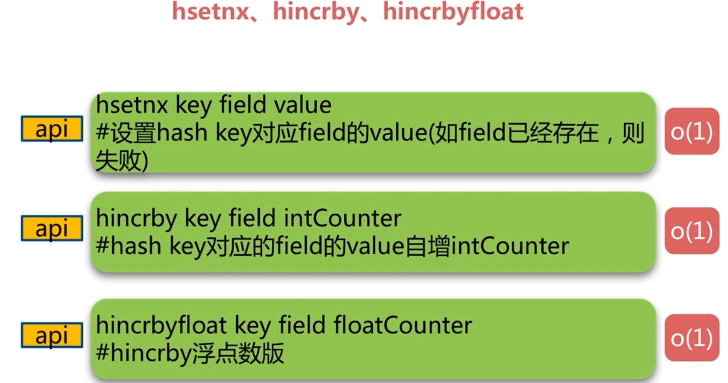 hsetnx、hincrby、hincrbyfloat
api
hsetnx key field value
#设置hash key对应field的value(如field已经存在，则
失败)
o(1)
api
hincrby key field intCounter
#hash key对应的field的value自增intCounter
o(1)
api
hincrbyfloat key field floatCounter
#hincrby浮点数版
o(1)